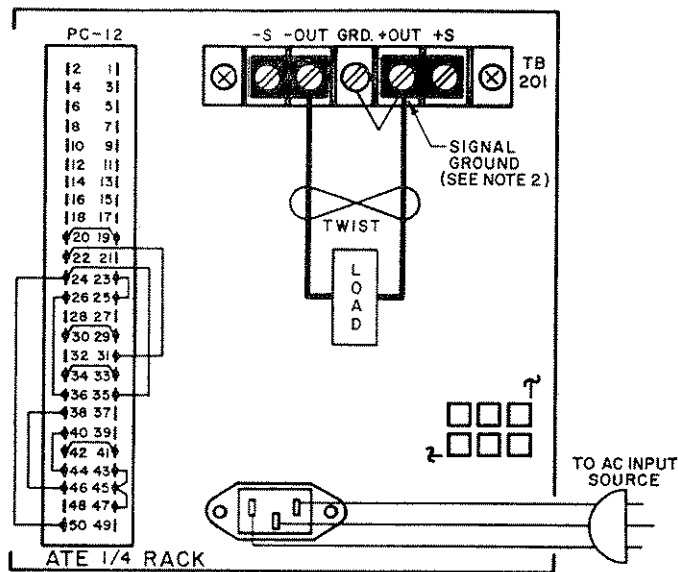 PC-12
2 1
4 3
6 5
8 7
10 9
12 11
14 13
16 15
18 17
20 19
22 21
24 23
26 25
28 27
30 29
32 31
34 33
36 35
38 37
40 39
42 41
44 43
46 45
48 47
50 49
-S -OUT GRD. +OUT +S
TB
201
SIGNAL
GROUND
(SEE NOTE 2)
TWIST
LOAD
TO AC INPUT
SOURCE
ATE 1/4 RACK